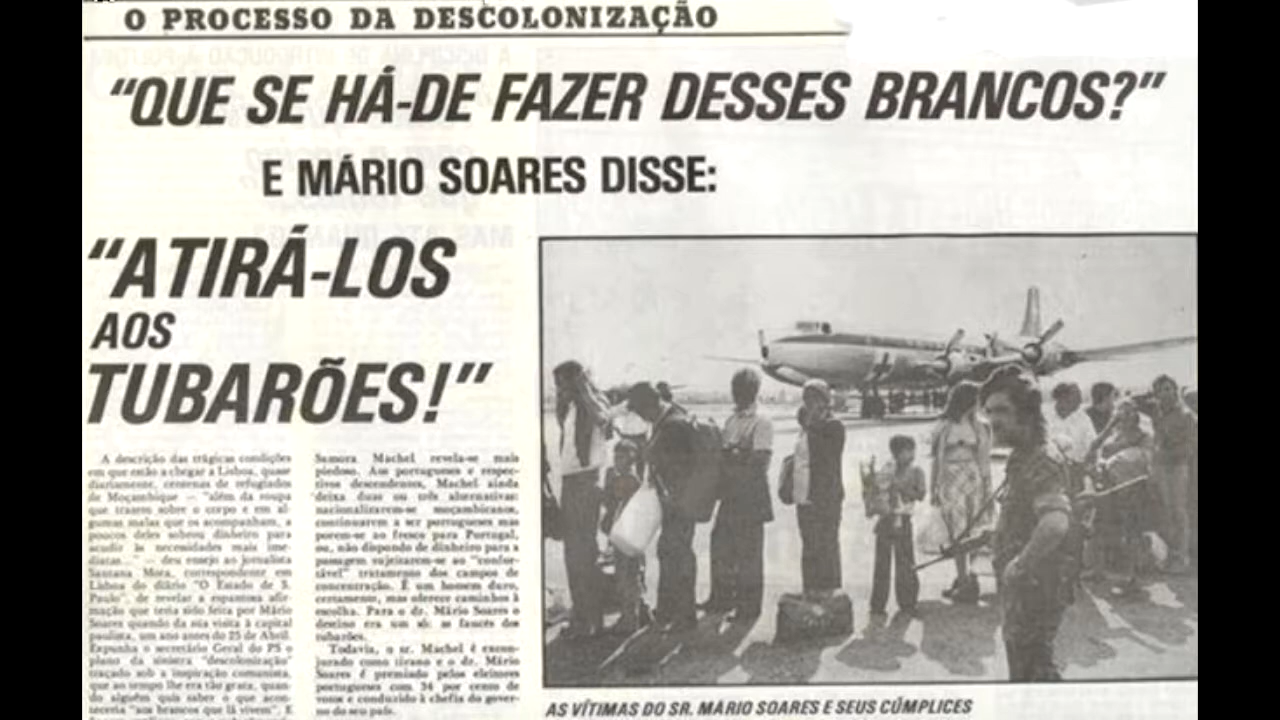 O PROCESSO DA DESCOLONIZAÇÃO
“QUE SE HÁ-DE FAZER DESSES BRANCOS?”
E MÁRIO SOARES DISSE:
“ATIRÁ-LOS
AOS
TUBARÕES!”
A descrição das trágicas condições
em que estão a chegar a Lisboa, quase
diariamente, centenas de refugiados
de Moçambique — "além da roupa
que trazem sobre o corpo e em al-
gumas malas que os acompanham, a
poucos deles sobrou dinheiro para
acudir às necessidades mais ime-
diatas..." — deu ensejo ao jornalista
Santana Mota, correspondente em
Lisboa do diário "O Estado de S.
Paulo", de revelar a espantosa afir-
mação que teria sido feita por Mário
Soares quando da sua visita à capital
paulista, um ano antes do 25 de Abril.
Expunha o secretário Geral do PS o
plano da sinistra "descolonização"
traçado sob a inspiração comunista,
que ao tempo lhe era tão grata, quan-
do alguém quis saber o que acon-
teceria "aos brancos que lá vivem". E
Samora Machel revela-se mais
piedoso. Aos portugueses e respec-
tivos descendentes, Machel ainda
deixa duas ou três alternativas:
nacionalizarem-se moçambicanos,
continuarem a ser portugueses mas
porem-se ao fresco para Portugal,
ou, não dispondo de dinheiro para a
passagem sujeitarem-se ao "confor-
tável" tratamento dos campos de
concentração. É um homem duro,
certamente, mas oferece caminhos à
escolha. Para o dr. Mário Soares o
destino era um só: as fauces dos
tubarões.
Todavia, o sr. Machel é escon-
jurado como tirano e o dr. Mário
Soares é premiado pelos eleitores
portugueses com 34 por cento de
votos e conduzido à chefia do gover-
no do seu país.
AS VÍTIMAS DO SR. MÁRIO SOARES E SEUS CÚMPLICES